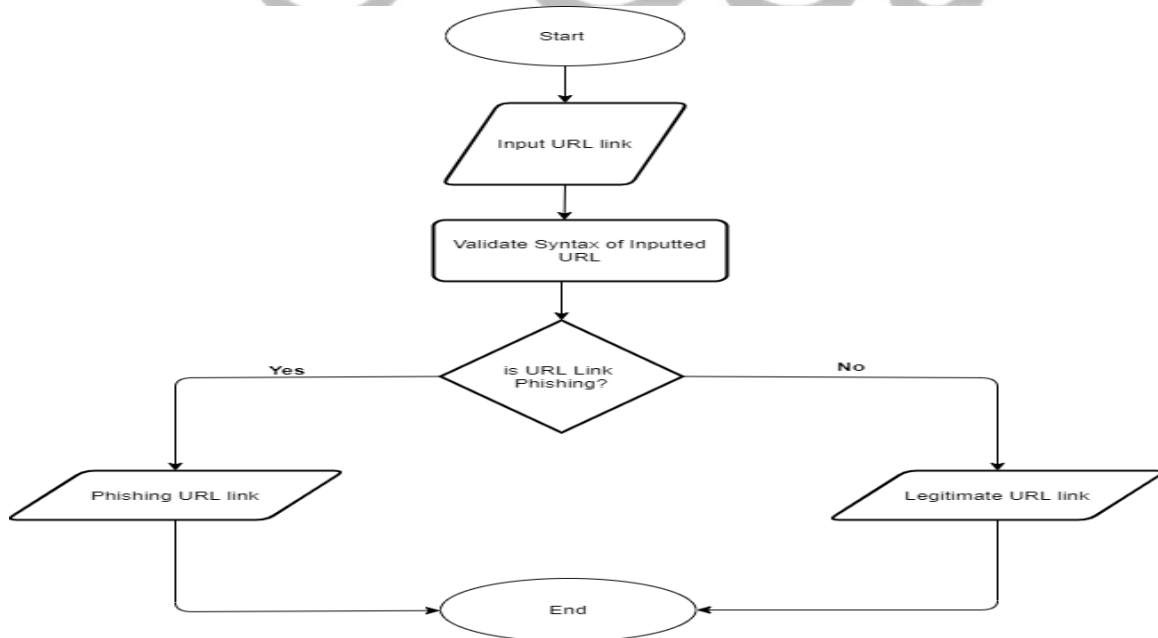 Start
Input URL link
Validate Syntax of Inputted
URL
is URL Link
Phishing?
Yes
No
Phishing URL link
Legitimate URL link
End